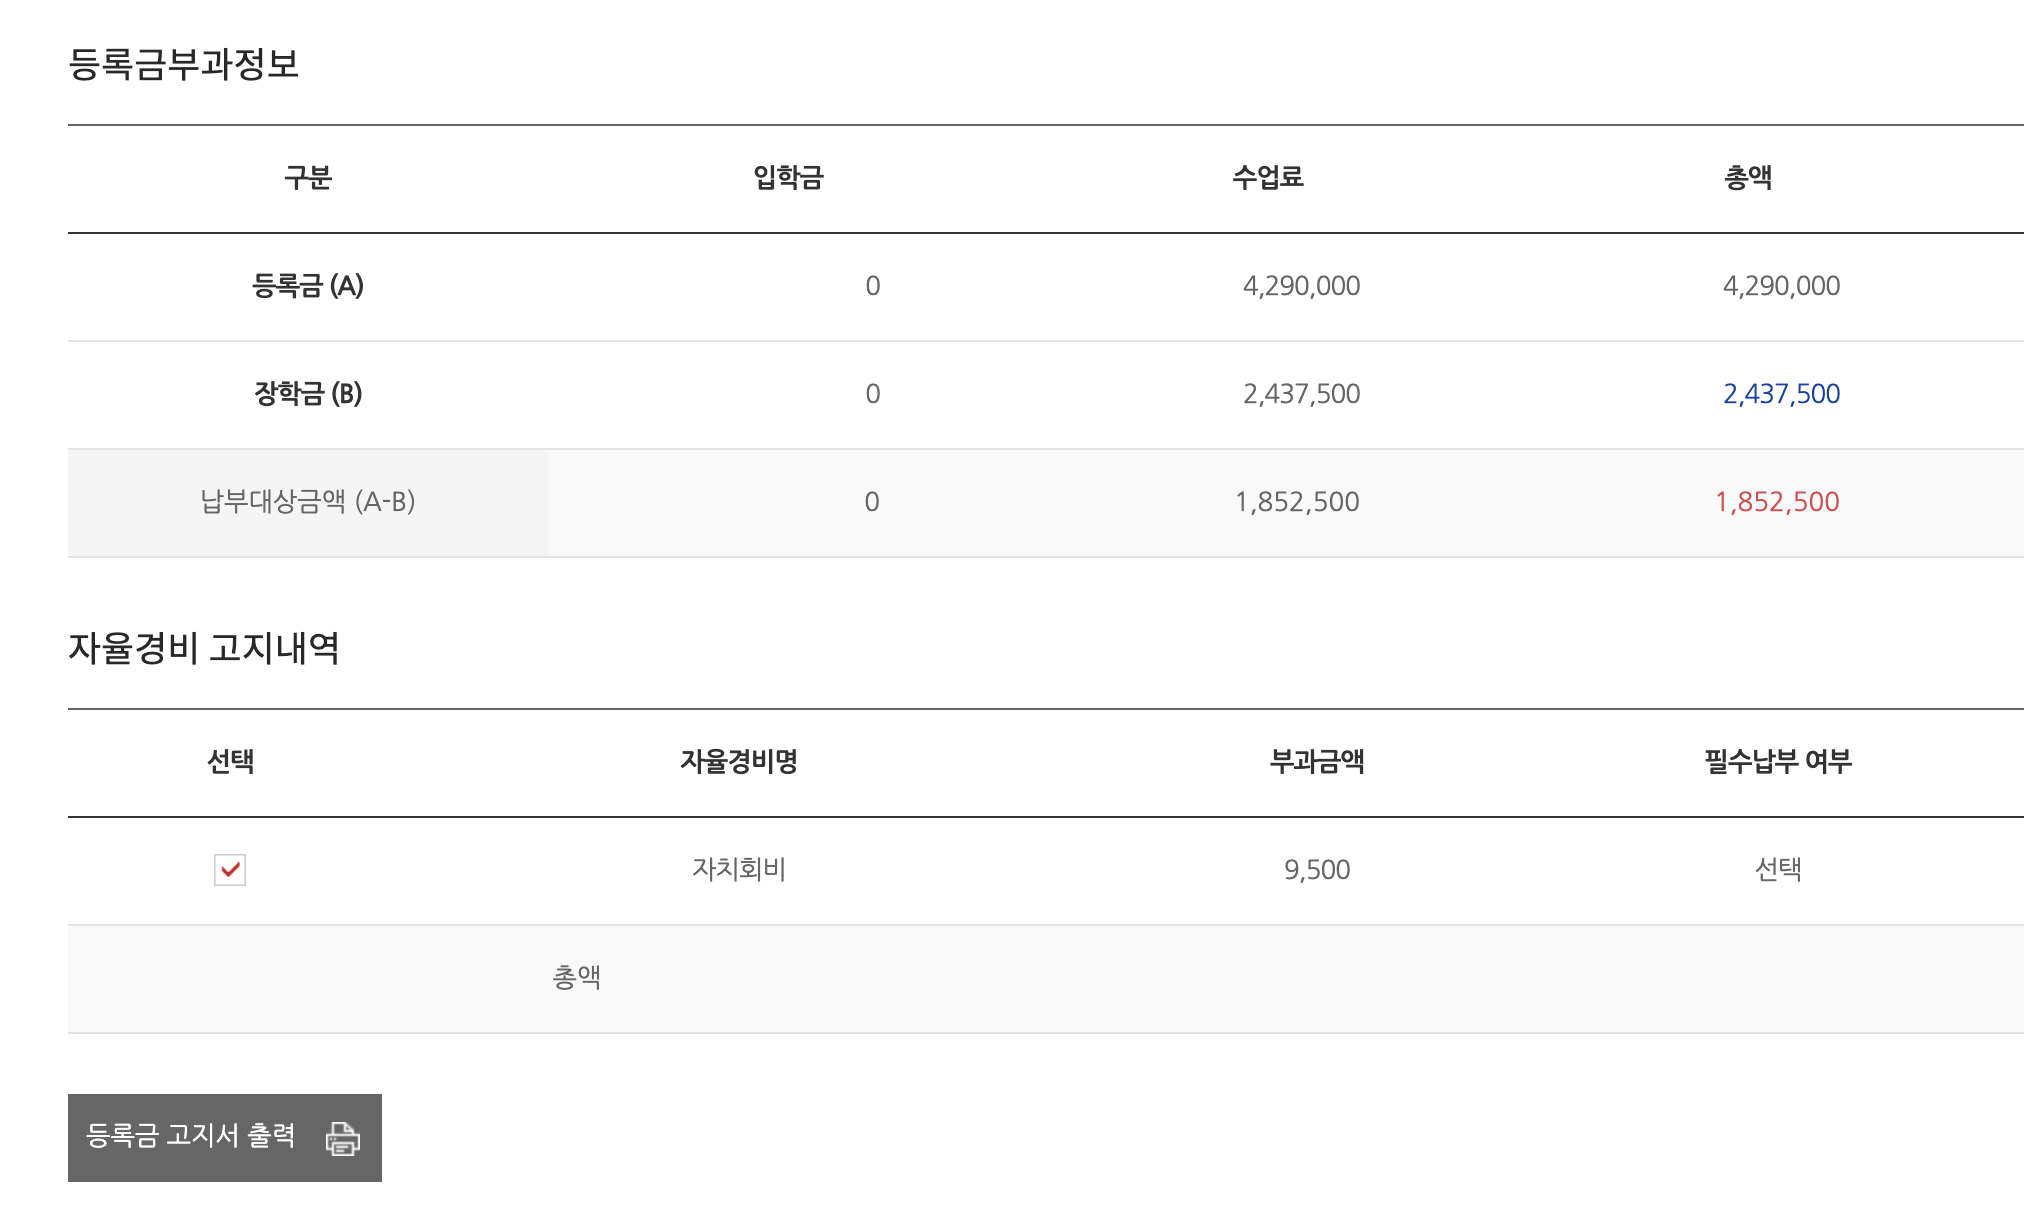 등록금부과정보
구분 입학금 수업료 총액
등록금 (A) 0 4,290,000 4,290,000
장학금 (B) 0 2,437,500 2,437,500
납부대상금액 (A-B) 0 1,852,500 1,852,500
자율경비 고지내역
선택 자율경비명 부과금액 필수납부 여부
자치회비 9,500 선택
총액
등록금 고지서 출력